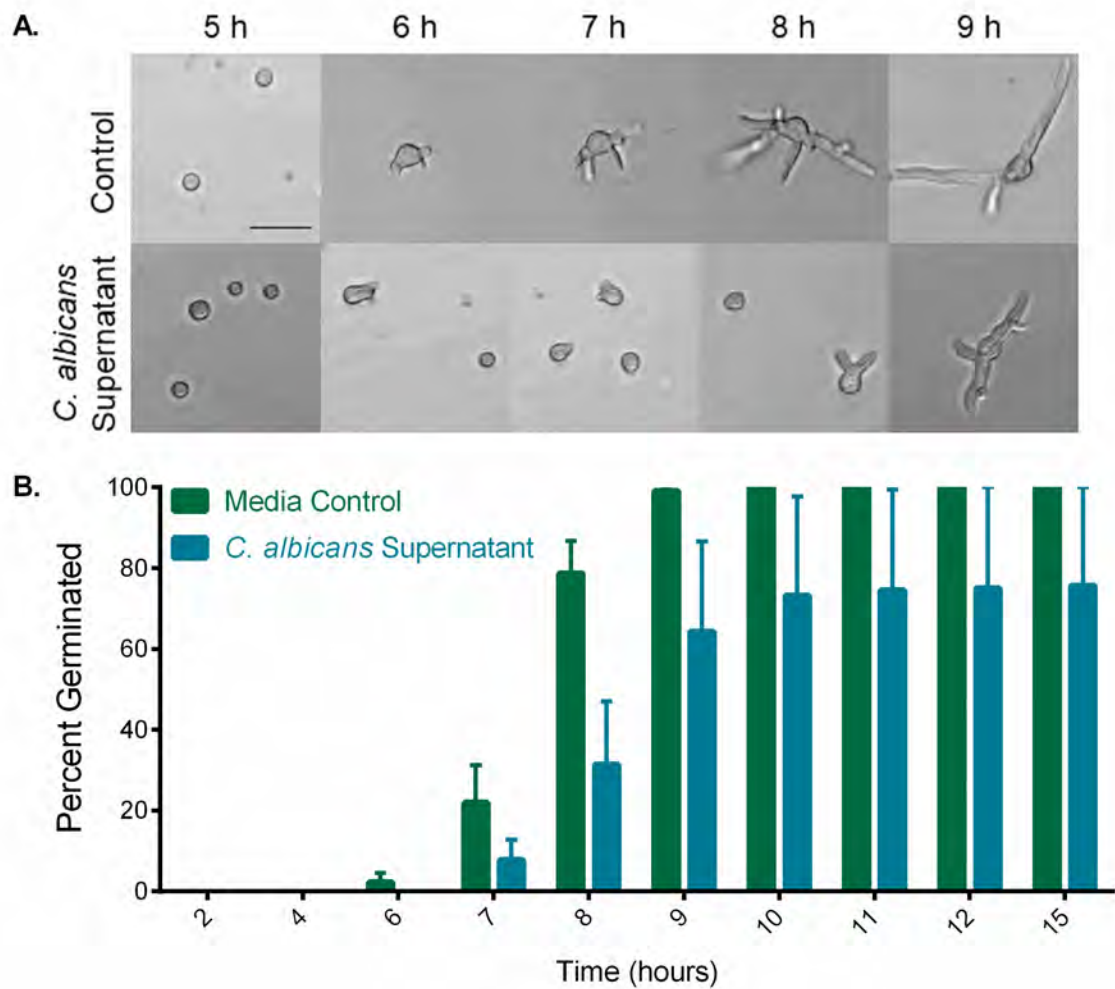 A.
5 h 6 h 7 h 8 h 9 h
Control
C. albicans
Supernatant
B.
Media Control
C. albicans Supernatant
Percent Germinated
100
80
60
40
20
0
2 4 6 7 8 9 10 11 12 15
Time (hours)